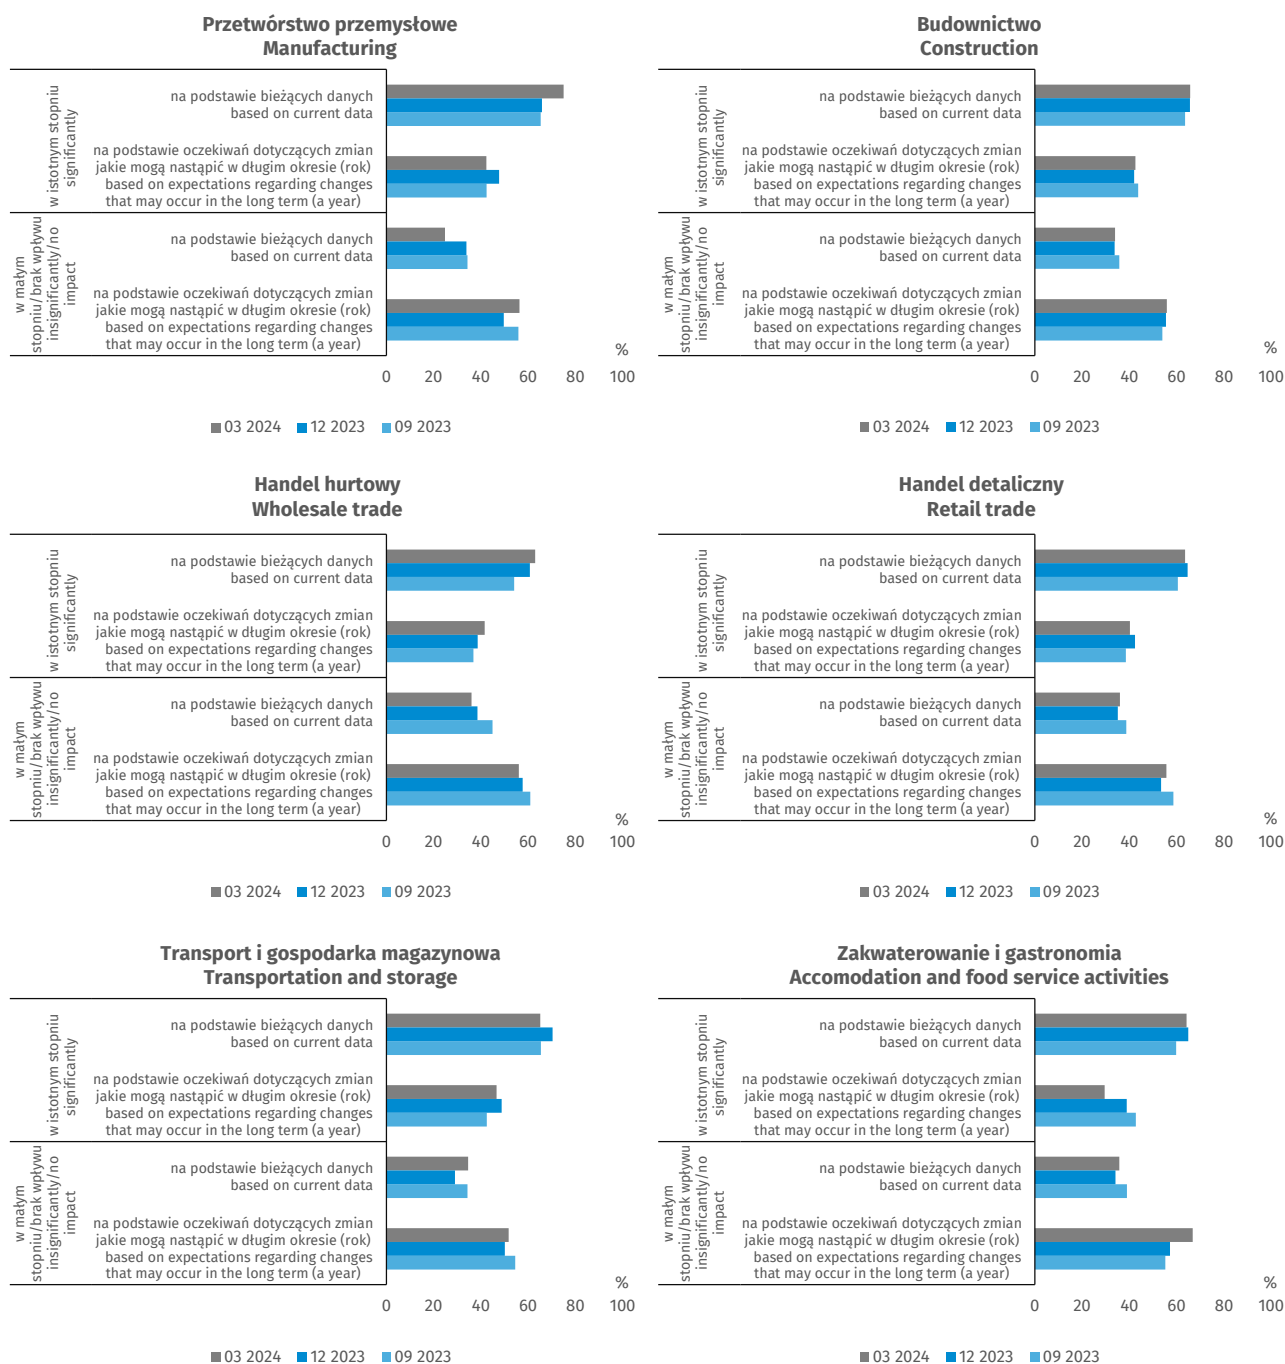 Przetwórstwo przemysłowe
Manufacturing
w istotnym stopniu
significantly
na podstawie bieżących danych
based on current data
na podstawie oczekiwań dotyczących zmian
jakie mogą nastąpić w długim okresie (rok)
based on expectations regarding changes
that may occur in the long term (a year)
w małym
stopniu/brak wpływu
insignificantly/no
impact
na podstawie bieżących danych
based on current data
na podstawie oczekiwań dotyczących zmian
jakie mogą nastąpić w długim okresie (rok)
based on expectations regarding changes
that may occur in the long term (a year)
%
0 20 40 60 80 100
03 2024 12 2023 09 2023
Budownictwo
Construction
w istotnym stopniu
significantly
na podstawie bieżących danych
based on current data
na podstawie oczekiwań dotyczących zmian
jakie mogą nastąpić w długim okresie (rok)
based on expectations regarding changes
that may occur in the long term (a year)
w małym
stopniu/brak wpływu
insignificantly/no
impact
na podstawie bieżących danych
based on current data
na podstawie oczekiwań dotyczących zmian
jakie mogą nastąpić w długim okresie (rok)
based on expectations regarding changes
that may occur in the long term (a year)
%
0 20 40 60 80 100
03 2024 12 2023 09 2023
Handel hurtowy
Wholesale trade
w istotnym stopniu
significantly
na podstawie bieżących danych
based on current data
na podstawie oczekiwań dotyczących zmian
jakie mogą nastąpić w długim okresie (rok)
based on expectations regarding changes
that may occur in the long term (a year)
w małym
stopniu/brak wpływu
insignificantly/no
impact
na podstawie bieżących danych
based on current data
na podstawie oczekiwań dotyczących zmian
jakie mogą nastąpić w długim okresie (rok)
based on expectations regarding changes
that may occur in the long term (a year)
%
0 20 40 60 80 100
03 2024 12 2023 09 2023
Handel detaliczny
Retail trade
w istotnym stopniu
significantly
na podstawie bieżących danych
based on current data
na podstawie oczekiwań dotyczących zmian
jakie mogą nastąpić w długim okresie (rok)
based on expectations regarding changes
that may occur in the long term (a year)
w małym
stopniu/brak wpływu
insignificantly/no
impact
na podstawie bieżących danych
based on current data
na podstawie oczekiwań dotyczących zmian
jakie mogą nastąpić w długim okresie (rok)
based on expectations regarding changes
that may occur in the long term (a year)
%
0 20 40 60 80 100
03 2024 12 2023 09 2023
Transport i gospodarka magazynowa
Transportation and storage
w istotnym stopniu
significantly
na podstawie bieżących danych
based on current data
na podstawie oczekiwań dotyczących zmian
jakie mogą nastąpić w długim okresie (rok)
based on expectations regarding changes
that may occur in the long term (a year)
w małym
stopniu/brak wpływu
insignificantly/no
impact
na podstawie bieżących danych
based on current data
na podstawie oczekiwań dotyczących zmian
jakie mogą nastąpić w długim okresie (rok)
based on expectations regarding changes
that may occur in the long term (a year)
%
0 20 40 60 80 100
03 2024 12 2023 09 2023
Zakwaterowanie i gastronomia
Accomodation and food service activities
w istotnym stopniu
significantly
na podstawie bieżących danych
based on current data
na podstawie oczekiwań dotyczących zmian
jakie mogą nastąpić w długim okresie (rok)
based on expectations regarding changes
that may occur in the long term (a year)
w małym
stopniu/brak wpływu
insignificantly/no
impact
na podstawie bieżących danych
based on current data
na podstawie oczekiwań dotyczących zmian
jakie mogą nastąpić w długim okresie (rok)
based on expectations regarding changes
that may occur in the long term (a year)
%
0 20 40 60 80 100
03 2024 12 2023 09 2023